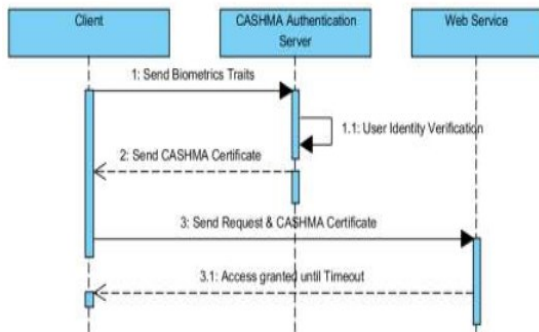 Client
CASHMA Authentication
Server
Web Service
1: Send Biometrics Traits
1.1: User Identity Verification
2: Send CASHMA Certificate
3: Send Request & CASHMA Certificate
3.1: Access granted until Timeout